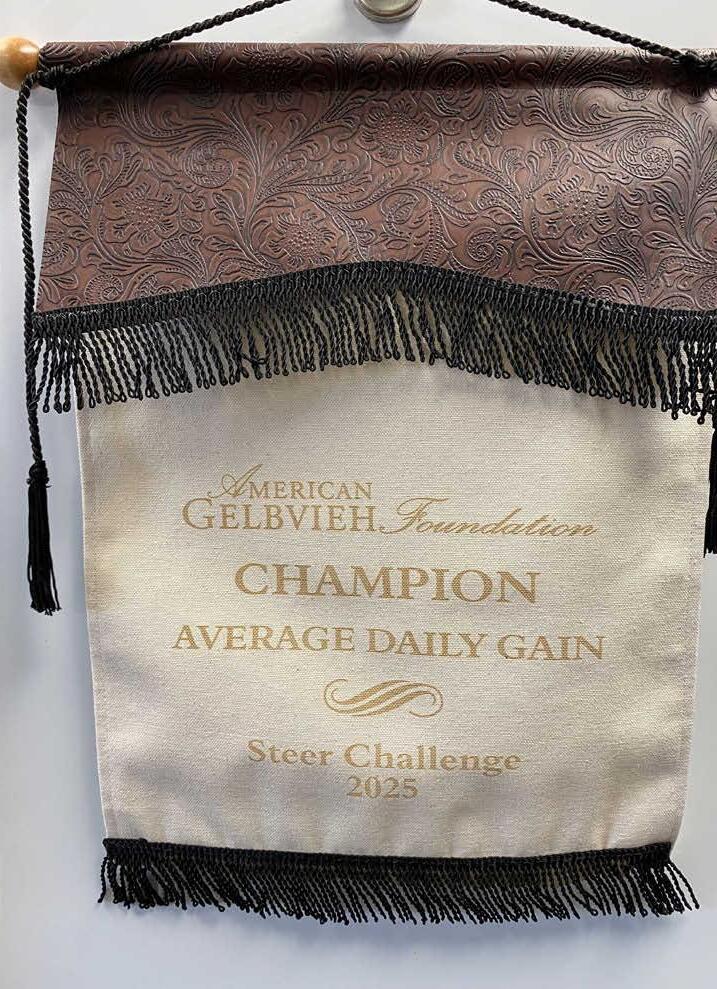 AMERICAN
GELBVIEH Foundation
CHAMPION
AVERAGE DAILY GAIN
Steer Challenge
2025